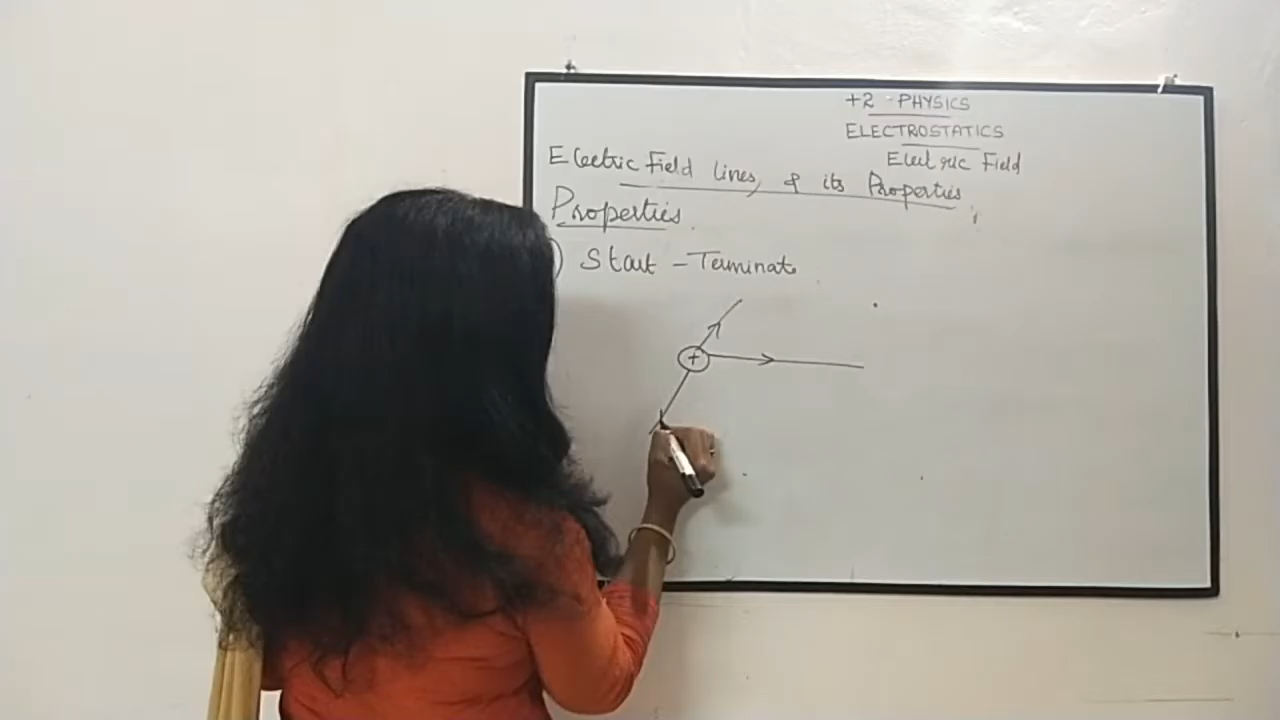 +2 PHYSICS
ELECTROSTATICS
Electric Field
Electric Field Lines, & its Properties,
Properties.
) Start - Terminate
+